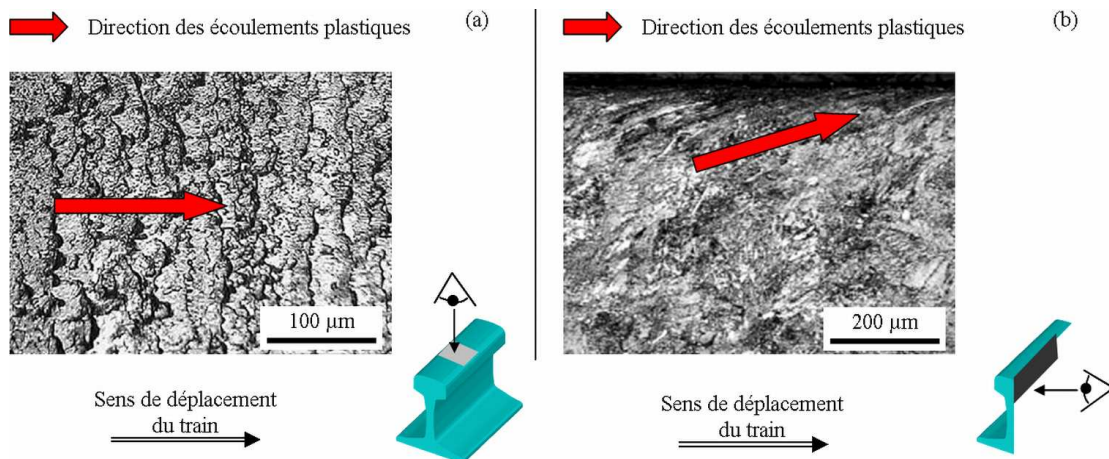 Direction des écoulements plastiques
(a)
100 µm
Sens de déplacement
du train
Direction des écoulements plastiques
(b)
200 µm
Sens de déplacement
du train